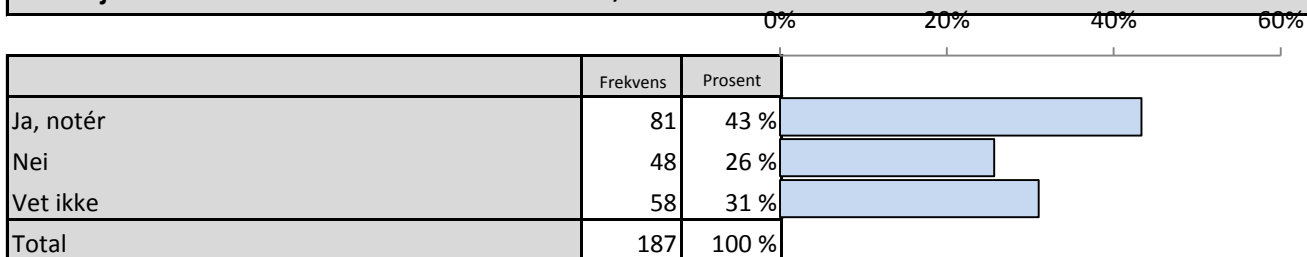 0% 20% 40% 60%
Frekvens Prosent
Ja, notér 81 43 %
Nei 48 26 %
Vet ikke 58 31 %
Total 187 100 %